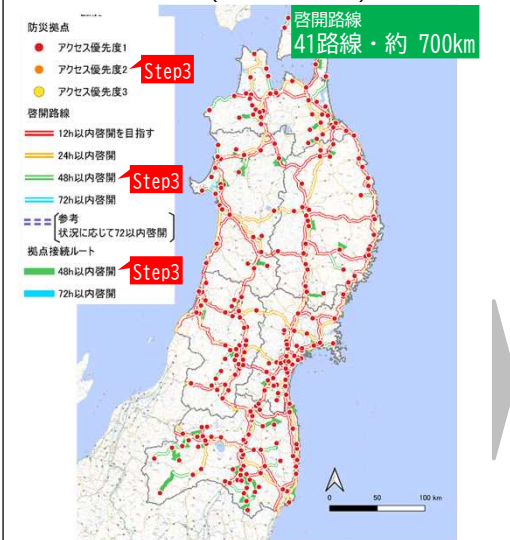 啓開路線
41路線・約 700km
防災拠点
アクセス優先度1
アクセス優先度2
Step3
アクセス優先度3
啓開路線
12h以内啓開を目指す
24h以内啓開
48h以内啓開
Step3
72h以内啓開
参考
状況に応じて72以内啓開
拠点接続ルート
48h以内啓開
Step3
72h以内啓開
0 50 100 km